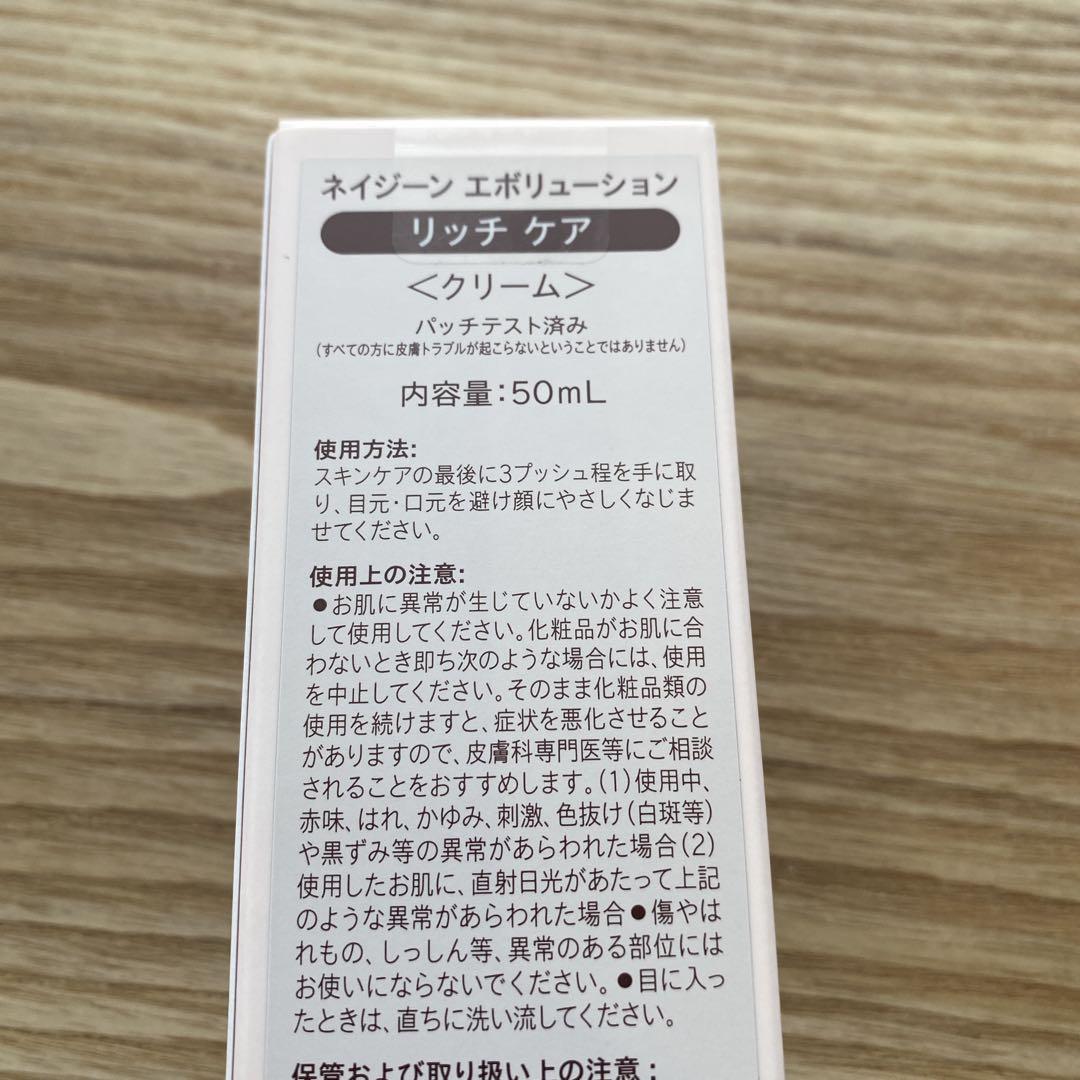 ネイジーン エボリューション
リッチ ケア
＜クリーム＞
パッチテスト済み
(すべての方に皮膚トラブルが起こらないということではありません)
内容量：50mL
使用方法：
スキンケアの最後に3プッシュ程を手に取
り、目元・口元を避け顔にやさしくなじま
せてください。
使用上の注意：
●お肌に異常が生じていないかよく注意
して使用してください。化粧品がお肌に合
わないとき即ち次のような場合には、使用
を中止してください。そのまま化粧品類の
使用を続けますと、症状を悪化させること
がありますので、皮膚科専門医等にご相談
されることをおすすめします。(1)使用中、
赤味、はれ、かゆみ、刺激、色抜け(白斑等)
や黒ずみ等の異常があらわれた場合(2)
使用したお肌に、直射日光があたって上記
のような異常があらわれた場合●傷やは
れもの、しっしん等、異常のある部位には
お使いにならないでください。●目に入っ
たときは、直ちに洗い流してください。
保管および取り扱い上の注意：